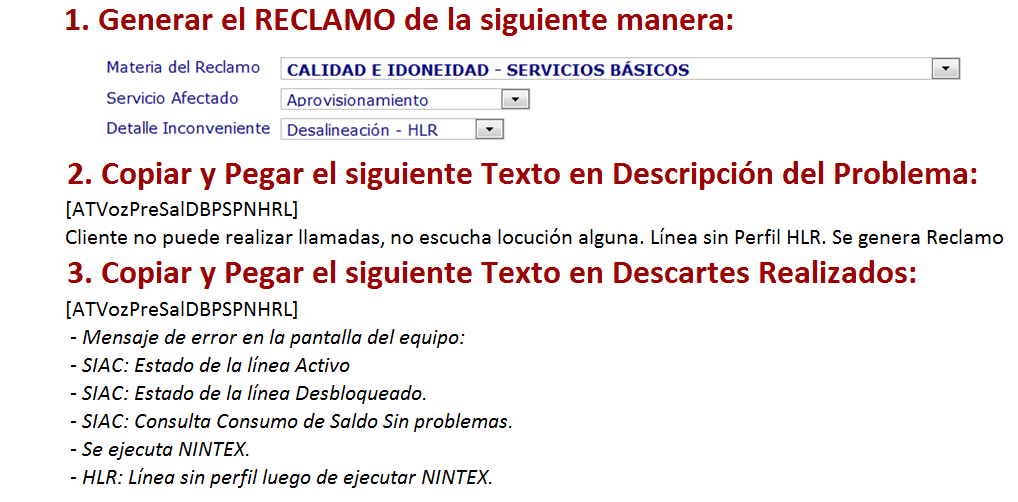 1. Generar el RECLAMO de la siguiente manera:
Materia del Reclamo CALIDAD E IDONEIDAD - SERVICIOS BÁSICOS
Servicio Afectado Aprovisionamiento
Detalle Inconveniente Desalineación - HLR
2. Copiar y Pegar el siguiente Texto en Descripción del Problema:
[ATVozPreSalDBPSPNHRL]
Cliente no puede realizar llamadas, no escucha locución alguna. Línea sin Perfil HLR. Se genera Reclamo
3. Copiar y Pegar el siguiente Texto en Descartes Realizados:
[ATVozPreSalDBPSPNHRL]
- Mensaje de error en la pantalla del equipo:
- SIAC: Estado de la línea Activo
- SIAC: Estado de la línea Desbloqueado.
- SIAC: Consulta Consumo de Saldo Sin problemas.
- Se ejecuta NINTEX.
- HLR: Línea sin perfil luego de ejecutar NINTEX.